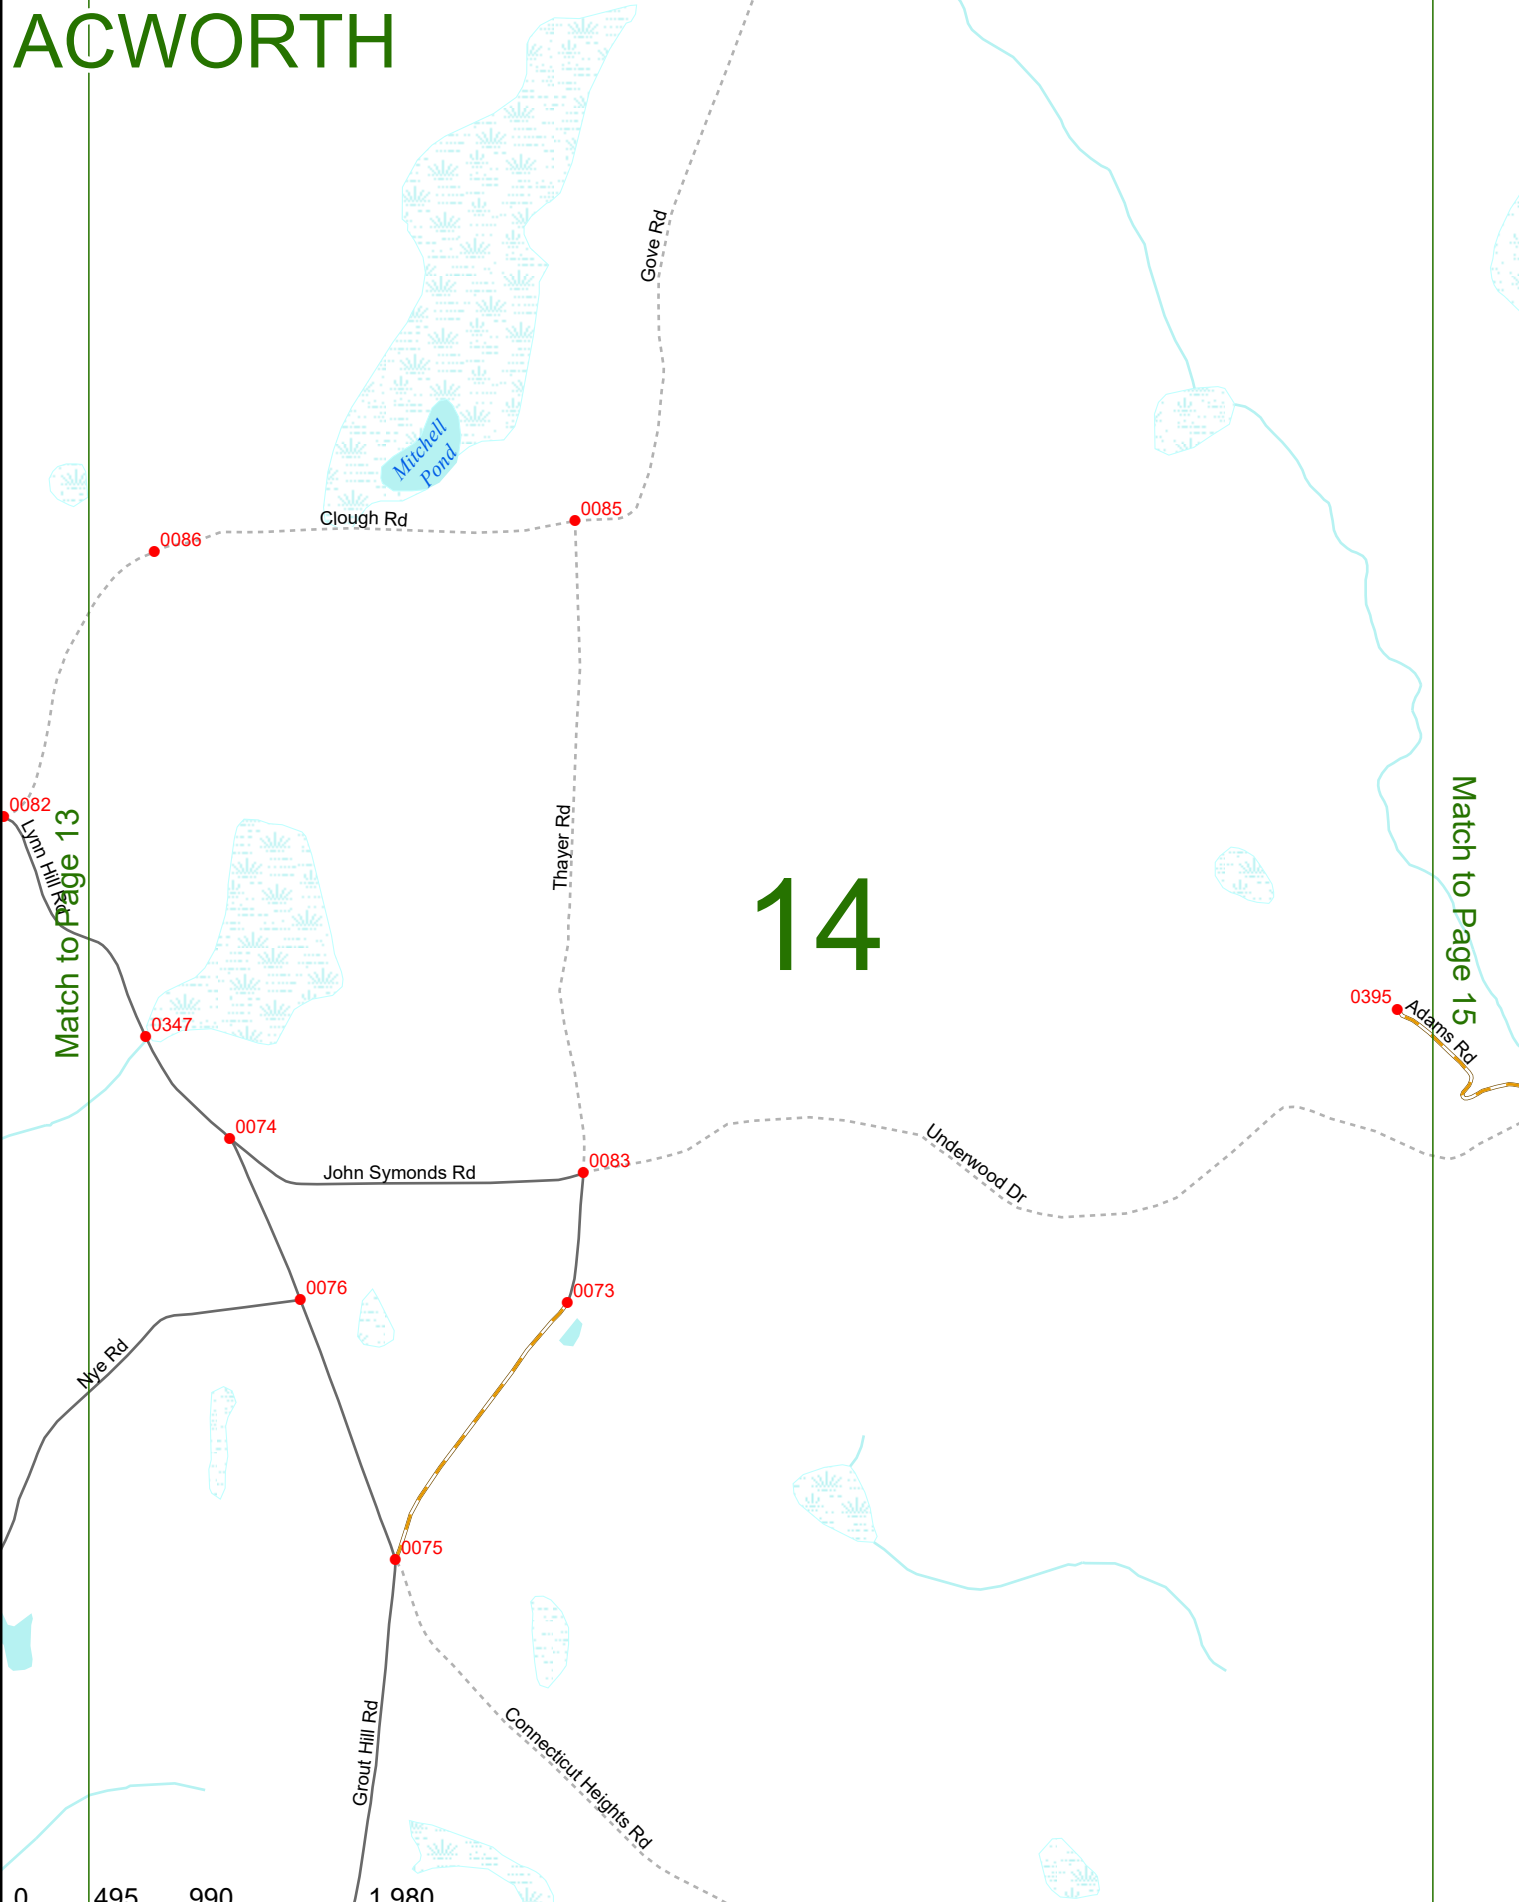 ACWORTH
Gove Rd
Mitchell
Pond
0085
Clough Rd
0086
0082
Lynn Hill Rd
Match to Page 13
Match to Page 15
Thayer Rd
14
0395
Adams Rd
0347
0074
Underwood Dr
0083
John Symonds Rd
0076
0073
Nye Rd
0075
Grout Hill Rd
Connecticut Heights Rd
0 495 990 1,980